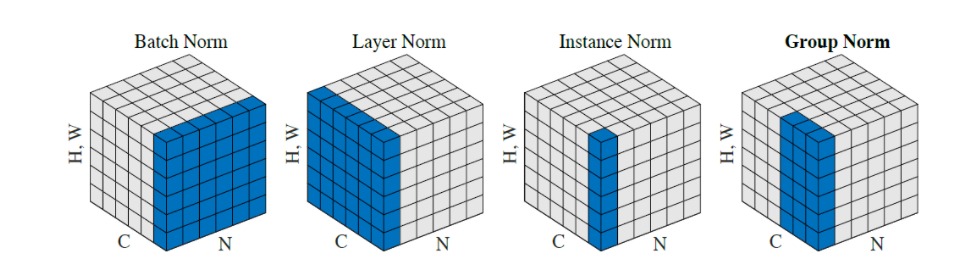 Batch Norm
Layer Norm
Instance Norm
Group Norm
H, W
C
N
H, W
C
N
H, W
C
N
H, W
C
N